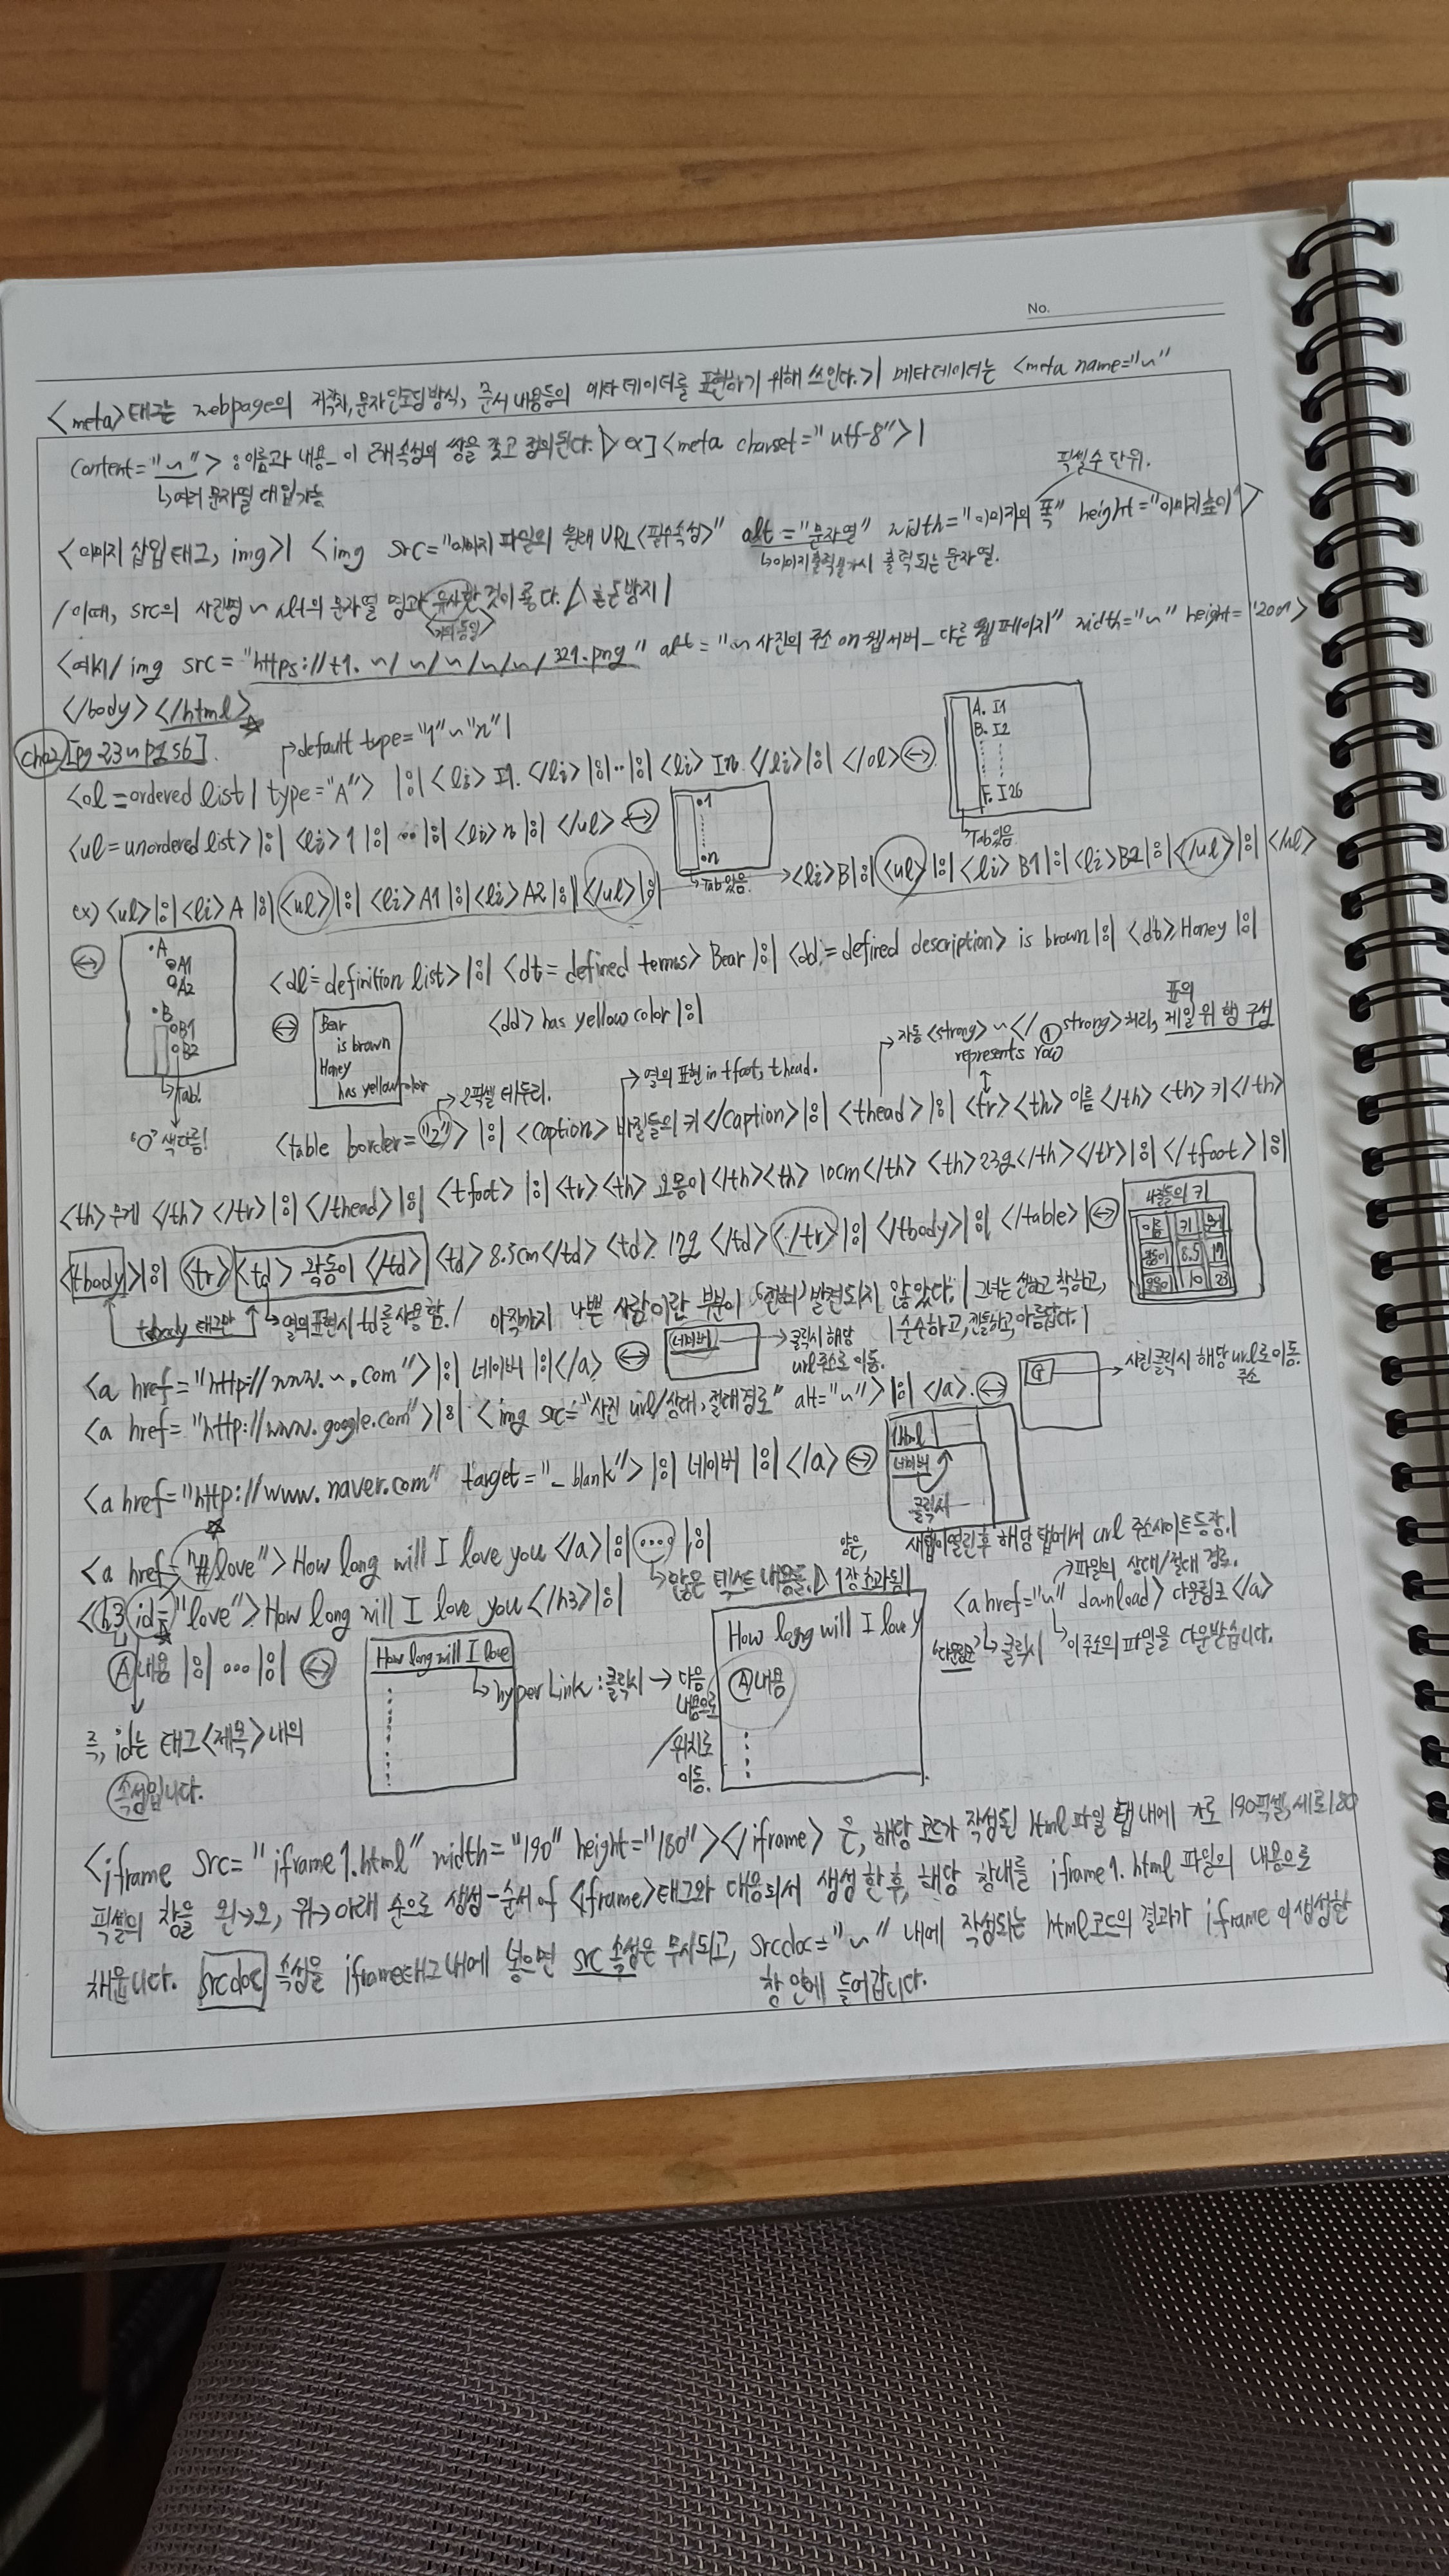 No.
<meta>태그는 webpage의 저작자, 문자인코딩방식, 문서 내용등의 메타데이터를 표현하기 위해 쓰인다.>| 메타데이터는 <meta name="~"
content="~"> : 이름과 내용_이 2개 속성의 쌍을 갖고 정의된다. ▷ ex] <meta charset="utf-8">|
↳여러 문자열 대입가능
픽셀수 단위.
<이미지 삽입 태그, img>| <img src="이미지 파일의 원래 URL<필수속성>" alt="문자열" width="이미지의 폭" height="이미지높이">
↳이미지출력불가시 출력되는 문자열.
/이때, src의 사진명 ~ alt의 문자열 명과 유사한 것이 좋다. 혼돈 방지|
<거의동일>
<예시/ img src="https://t1.~/~/~/~/~/321.png" alt="~사진의 주소 on 웹서버_다른 웹페이지" width="~" height="200">
</body> </html>
ch2 [pg 23~pg 56].
default type="1"~"n"|
<ol=ordered list| type="A"> |:| <li> I1. </li> |:|··|:| <li> In </li>|:| </ol> ↔
A. I1
B. I2
F. I26
Tab있음
<ul=unordered list>|:| <li> 1 |:| ·· |:| <li> n |:| </ul> ↔
•1
•n
↳Tab있음.
ex) <ul>|:|<li> A |:| <ul>|:| <li> A1 |:|<li> A2 |:| </ul> |:| → <li>B|:|<ul>|:|<li> B1|:|<li>B2|:|</ul>|:| </ul>
↔
•A
A1
A2
•B
B1
B2
↳Tab!
"O" 색다름!
<dl=definition list>|:| <dt=defined terms> Bear |:| <dd=defined description> is brown|:| <dt>Honey |:|
<dd> has yellow color |:|
↔
Bear
is brown
Honey
has yellow color
자동 <strong>~</strong>처리, 표의 제일 위 행 구성
① represents row
열의 표현 in tfoot, thead.
2픽셀 테두리.
<table border="2"> |:| <caption> 바질들의 키</caption>|:| <thead>|:| <tr><th> 이름 </th> <th> 키</th>
<th> 무게 </th> </tr> |:| </thead>|:| <tfoot> |:| <tr><th> 요몽이</th><th> 10cm</th> <th>23g</th></tr>|:| </tfoot>|:|
<tbody>|:| <tr> <td> 칵둥이 </td> <td> 8.5cm</td> <td> 17g </td> </tr>|:| </tbody>|:| </table>| ↔
이름 키 무게
8.5 17
10 23
tbody 태그만 ↳열의 표현시 td를 사용함./ 아직까지 나쁜 사람이란 부분이 전혀 발견되지 않았다. | 그녀는 선하고 착하고,
|순수하고, 진솔하고, 아름답다.|
<a href="http://www.~.com">|:| 네이버 |:|</a> ↔
네이버
→클릭시 해당
url주소로 이동.
<a href="http://www.google.com">|:| <img src="사진 url/상대, 절대경로" alt="~">|:| </a>. ↔
G
→사진클릭시 해당 url로 이동.
주소
<a href="http://www.naver.com" target="_blank">|:| 네이버 |:| </a> ↔
html
네이버
클릭시
새탭이열린후 해당 탭에서 url 주소사이트등장.|
<a href="#love">How long will I love you </a>|:| ···· |:|
↳많은 텍스트 내용들. ▷ 1장 초과됨|
<h3 id="love">How long will I love you</h3>|:|
Ⓐ내용 |:| ··· |:| ↔
How long will I love
↳hyperLink : 클릭시 → 다음
내용으로
/위치로
이동.
How long will I love y
Ⓐ내용
→파일의 상대/절대 경로.
<a href="~" download> 다운링크 </a>
↳클릭시 ↳이주소의 파일을 다운받습니다.
즉, id는 태그<제목>내의
속성입니다.
<iframe src="iframe1.html" width="190" height="180"></iframe> 은, 해당 코드가 작성된 html파일 탭 내에 가로 190픽셀, 세로180
픽셀의 창을 왼→오, 위→아래 순으로 생성-순서 of <iframe>태그와 대응되서 생성 한 후, 해당 창내를 iframe1.html 파일의 내용으로
채웁니다. srcdoc 속성을 iframe태그 내에 넣으면 src 속성은 무시되고, srcdoc="~" 내에 작성되는 html코드의 결과가 iframe이 생성한
창 안에 들어갑니다.